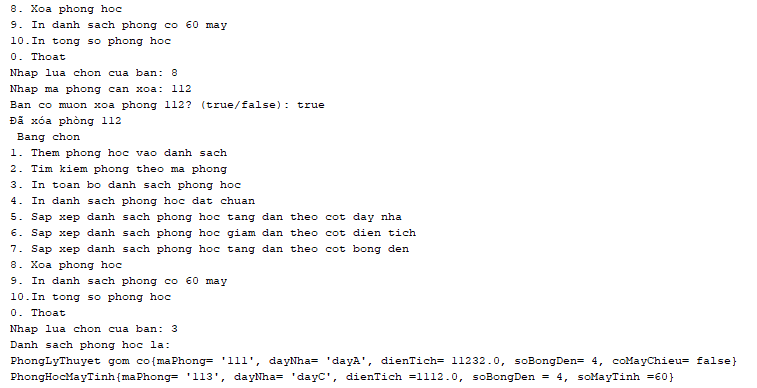 8. Xoa phong hoc
9. In danh sach phong co 60 may
10.In tong so phong hoc
0. Thoat
Nhap lua chon cua ban: 8
Nhap ma phong can xoa: 112
Ban co muon xoa phong 112? (true/false): true
Đã xóa phòng 112
 Bang chon
1. Them phong hoc vao danh sach
2. Tim kiem phong theo ma phong
3. In toan bo danh sach phong hoc
4. In danh sach phong hoc dat chuan
5. Sap xep danh sach phong hoc tang dan theo cot day nha
6. Sap xep danh sach phong hoc giam dan theo cot dien tich
7. Sap xep danh sach phong hoc tang dan theo cot bong den
8. Xoa phong hoc
9. In danh sach phong co 60 may
10.In tong so phong hoc
0. Thoat
Nhap lua chon cua ban: 3
Danh sach phong hoc la:
PhongLyThuyet gom co{maPhong= '111', dayNha= 'dayA', dienTich= 11232.0, soBongDen= 4, coMayChieu= false}
PhongHocMayTinh{maPhong= '113', dayNha= 'dayC', dienTich =1112.0, soBongDen = 4, soMayTinh =60}